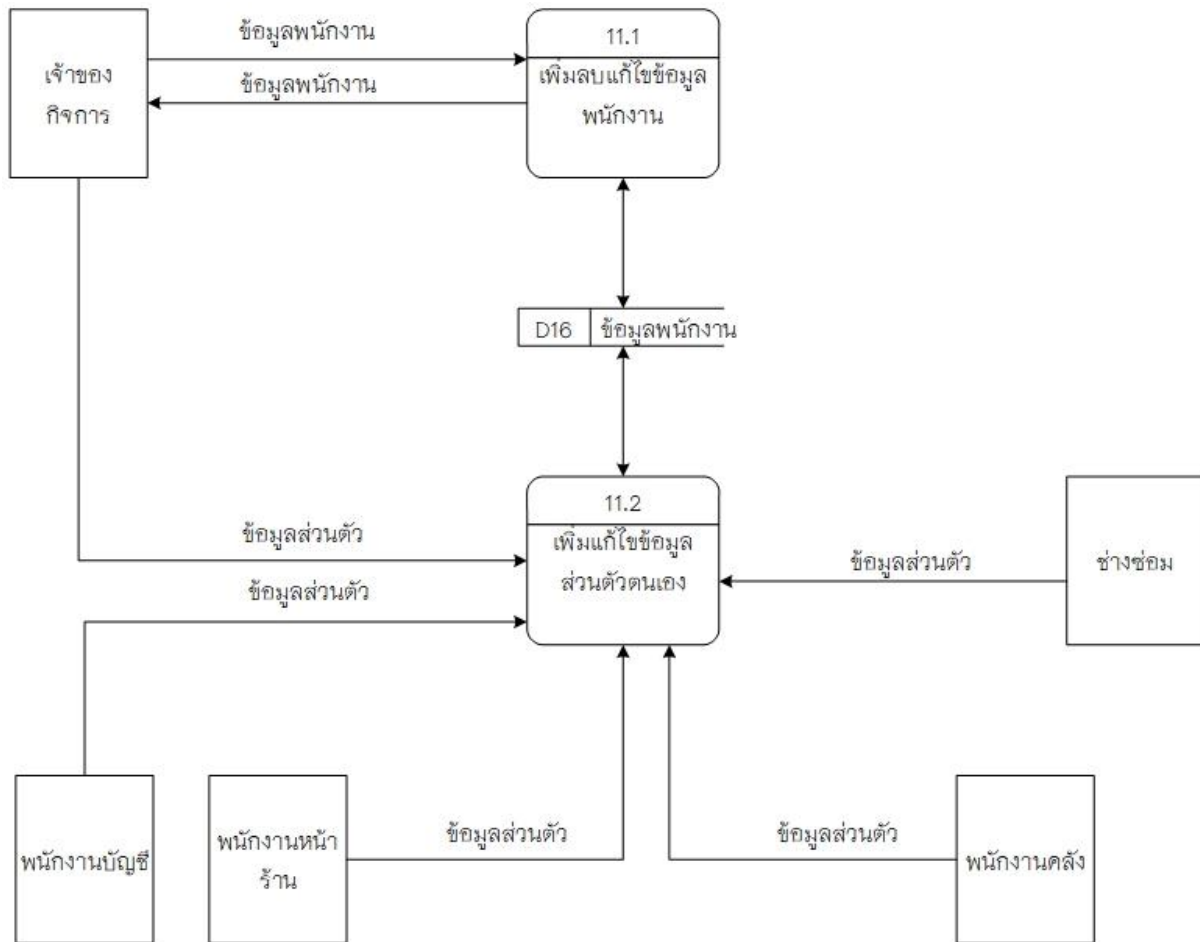 ข้อมูลพนักงาน
11.1
เจ้าของ
กิจการ
ข้อมูลพนักงาน
เพิ่มลบแก้ไขข้อมูล
พนักงาน
D16
ข้อมูลพนักงาน
11.2
ข้อมูลส่วนตัว
เพิ่มแก้ไขข้อมูล
ส่วนตัวตนเอง
ข้อมูลส่วนตัว
ช่างซ่อม
ข้อมูลส่วนตัว
พนักงานบัญชี
พนักงานหน้า
ร้าน
ข้อมูลส่วนตัว
ข้อมูลส่วนตัว
พนักงานคลัง